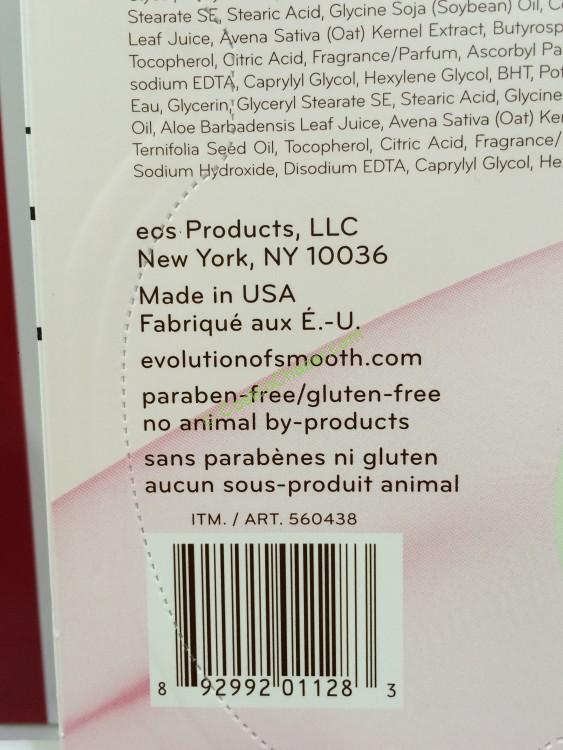 Stearate SE, Stearic Acid, Glycine Soja (Soybean) Oil,
Leaf Juice, Avena Sativa (Oat) Kernel Extract,
Tocopherol, Citric Acid, Fragrance/Parfum, Ascorbyl
sodium EDTA, Caprylyl Glycol, Hexylene Glycol, BHT,
Eau, Glycerin, Glyceryl Stearate SE, Stearic Acid, Glycine
Oil, Aloe Barbadensis Leaf Juice, Avena Sativa (Oat)
Ternifolia Seed Oil, Tocopherol, Citric Acid, Fragrance/
Sodium Hydroxide, Disodium EDTA, Caprylyl Glycol,
eos Products, LLC
New York, NY 10036
Made in USA
Fabriqué aux É.-U.
evolutionofsmooth.com
paraben-free/gluten-free
no animal by-products
sans parabènes ni gluten
aucun sous-produit animal
ITM. / ART. 560438
8 92992 01128 3